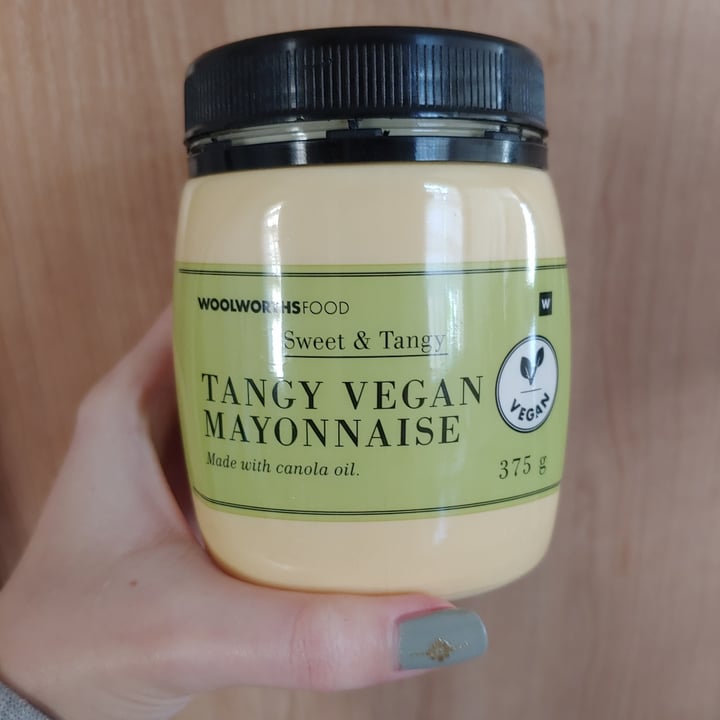 WOOLWORTHSFOOD
W
Sweet & Tangy
TANGY VEGAN
MAYONNAISE
VEGAN
Made with canola oil.
375 g